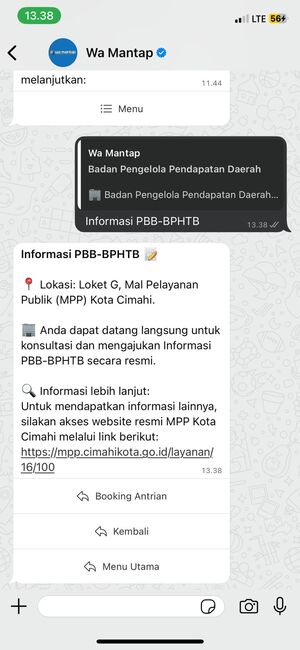 13.38
LTE 56
Wa Mantap
melanjutkan:
11.44
Menu
Wa Mantap
Badan Pengelola Pendapatan Daerah
Badan Pengelola Pendapatan Daerah...
Informasi PBB-BPHTB
13.38
Informasi PBB-BPHTB 📝
📍 Lokasi: Loket G, Mal Pelayanan
Publik (MPP) Kota Cimahi.
🏢 Anda dapat datang langsung untuk
konsultasi dan mengajukan Informasi
PBB-BPHTB secara resmi.
🔍 Informasi lebih lanjut:
Untuk mendapatkan informasi lainnya,
silakan akses website resmi MPP Kota
Cimahi melalui link berikut:
https://mpp.cimahikota.go.id/layanan/
16/100
13.38
Booking Antrian
Kembali
Menu Utama